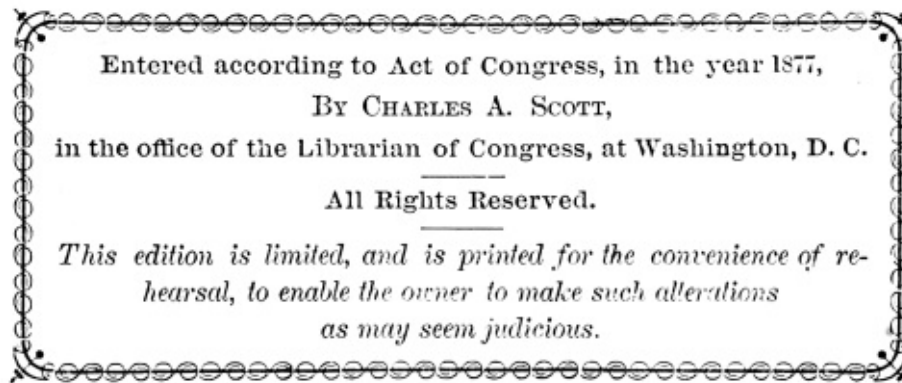 Entered according to Act of Congress, in the year 1877,
By Charles A. Scott,
in the office of the Librarian of Congress, at Washington, D. C.
All Rights Reserved.
This edition is limited, and is printed for the convenience of re-
hearsal, to enable the owner to make such alterations
as may seem judicious.